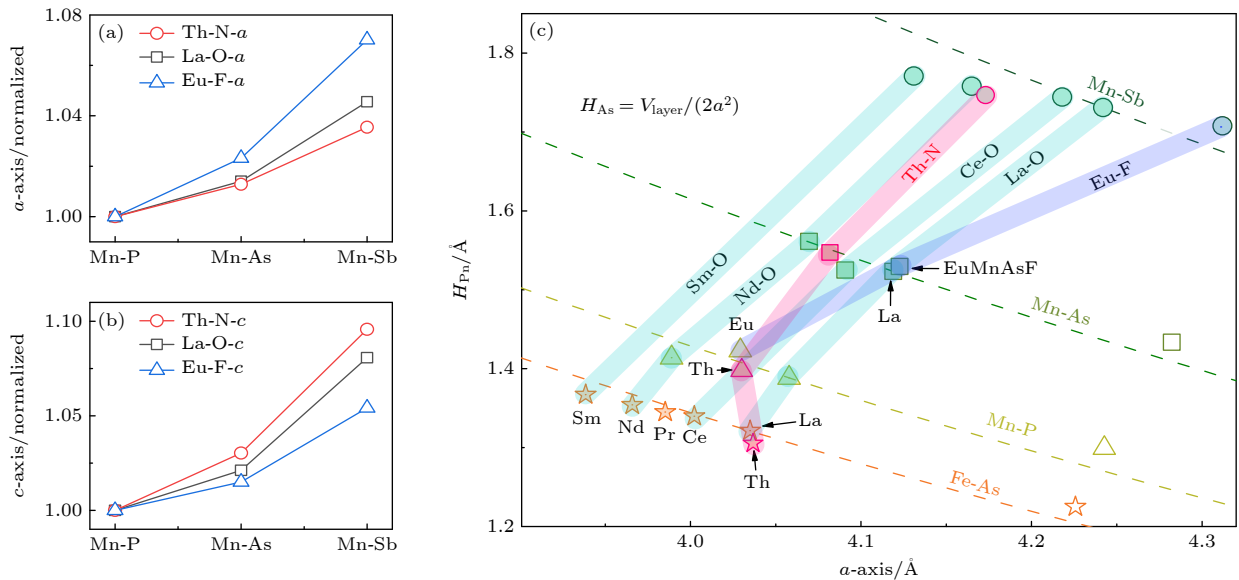 (a)
Th-N-a
La-O-a
Eu-F-a
1.08
1.04
1.00
a-axis/normalized
Mn-P Mn-As Mn-Sb
(b)
Th-N-c
La-O-c
Eu-F-c
1.10
1.05
1.00
c-axis/normalized
Mn-P Mn-As Mn-Sb
(c)
H_As = V_layer/(2a²)
Mn-Sb
Th-N
Ce-O
La-O
Eu-F
Sm-O
Nd-O
EuMnAsF
La
Mn-As
Eu
Th
Sm Nd Pr Ce
La
Th
Mn-P
Fe-As
1.8
1.6
1.4
1.2
H_Pn/Å
4.0 4.1 4.2 4.3
a-axis/Å